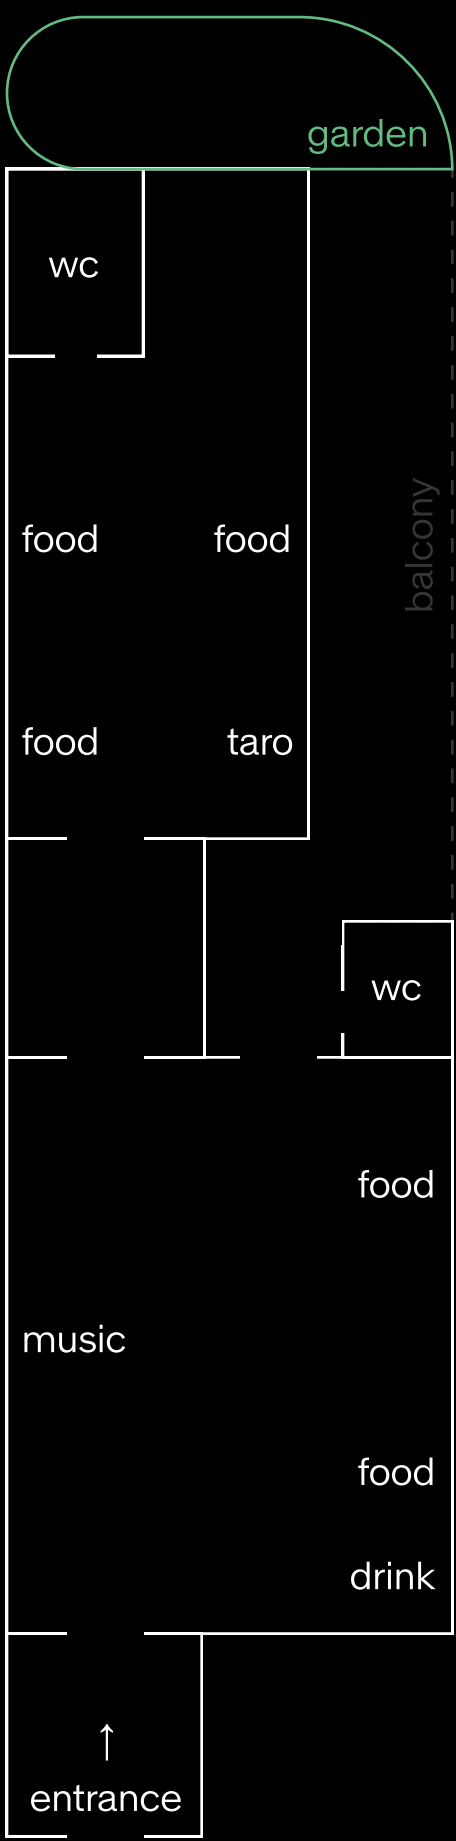 garden
wc
balcony
food food
food taro
wc
food
music
food
drink
↑
entrance